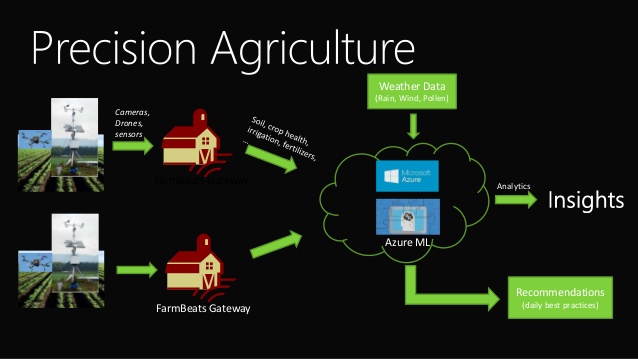 Precision Agriculture
Weather Data
(Rain, Wind, Pollen)
Cameras,
Drones,
sensors
Soil, crop health,
irrigation, fertilizers,
...
FarmBeats Gateway
Microsoft
Azure
Azure ML
Analytics
Insights
FarmBeats Gateway
Recommendations
(daily best practices)